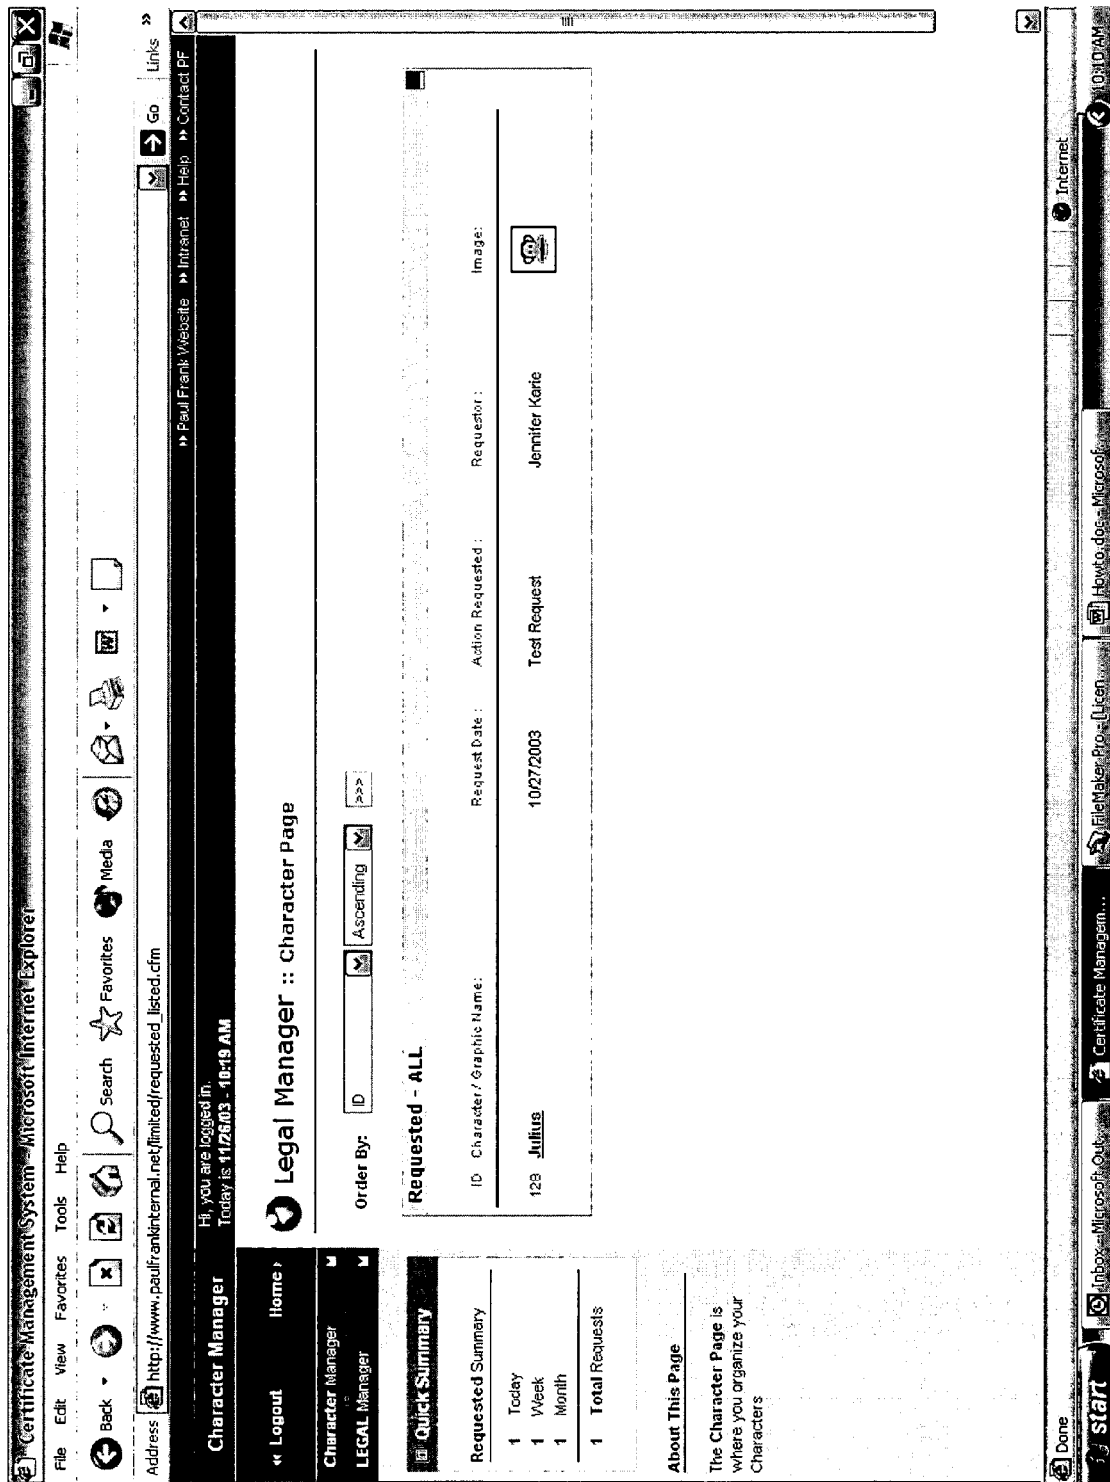 Certificate Management System - Microsoft Internet Explorer
File Edit View Favorites Tools Help
Back Search Favorites Media
Address http://www.paulfrankinternal.net/limited/requested_listed.cfm Go Links »
Paul Frank Website Intranet Help Contact PF
Character Manager
Hi, you are logged in.
Today is 11/26/03 - 10:19 AM
‹‹ Logout Home ›
Legal Manager :: Character Page
Character Manager
LEGAL Manager
Order By: ID Ascending >>>
Quick Summary
Requested Summary
1 Today
1 Week
1 Month
1 Total Requests
About This Page
The Character Page is
where you organize your
Characters
Requested - ALL
ID Character / Graphic Name: Request Date : Action Requested : Requestor : Image:
129 Julius 10/27/2003 Test Request Jennifer Karie
Done Internet
start Inbox - Microsoft Out... Certificate Managem... FileMaker Pro - [Licen... Howto.doc - Microsof... 10:10 AM